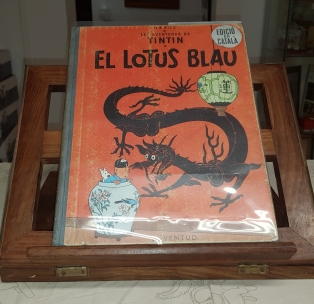 LES AVENTURES DE
TINTIN
EL LOTUS BLAU
EDICIÓ
EN
CATALÀ